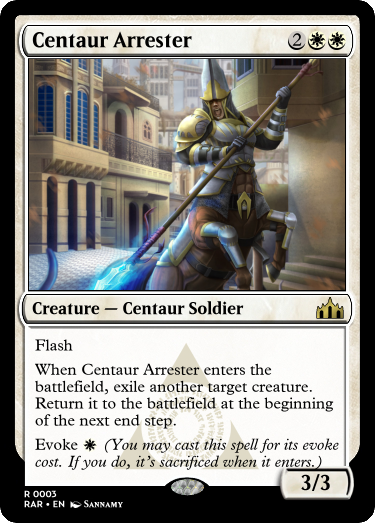 Centaur Arrester 2
Creature — Centaur Soldier
Flash
When Centaur Arrester enters the
battlefield, exile another target creature.
Return it to the battlefield at the beginning
of the next end step.
Evoke (You may cast this spell for its evoke
cost. If you do, it's sacrificed when it enters.)
3/3
R 0003
RAR • EN Sannamy